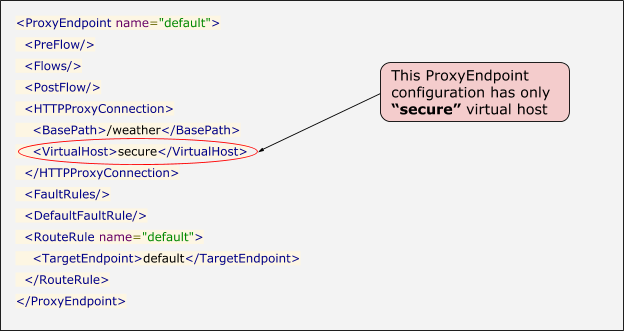 <ProxyEndpoint name="default">
<PreFlow/>
<Flows/>
<PostFlow/>
<HTTPProxyConnection>
<BasePath>/weather</BasePath>
<VirtualHost>secure</VirtualHost>
</HTTPProxyConnection>
<FaultRules/>
<DefaultFaultRule/>
<RouteRule name="default">
<TargetEndpoint>default</TargetEndpoint>
</RouteRule>
</ProxyEndpoint>
This ProxyEndpoint
configuration has only
“secure” virtual host